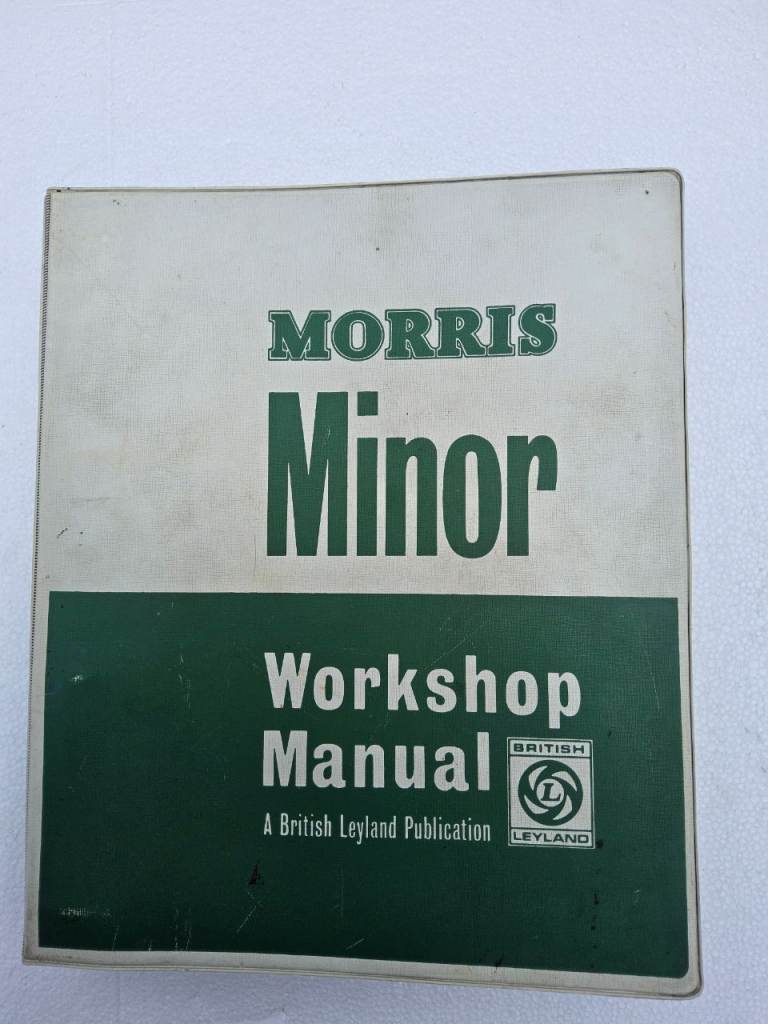 MORRIS
Minor
Workshop
Manual
A British Leyland Publication
BRITISH
L
LEYLAND